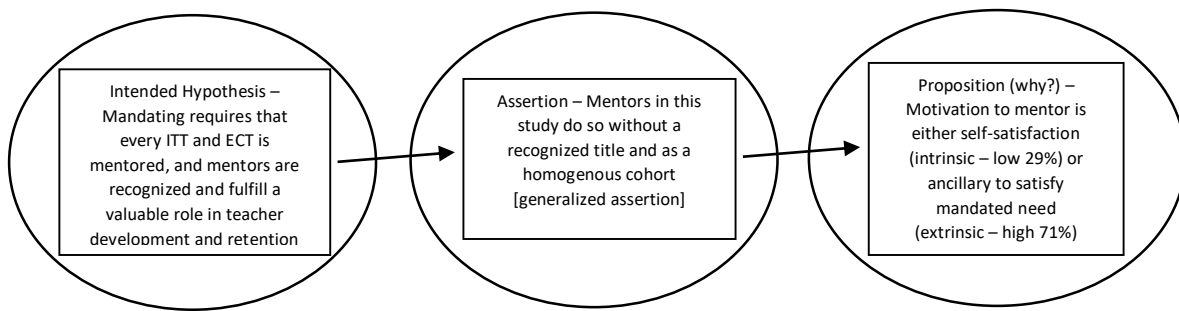 Intended Hypothesis –
Mandating requires that
every ITT and ECT is
mentored, and mentors are
recognized and fulfill a
valuable role in teacher
development and retention
Assertion – Mentors in this
study do so without a
recognized title and as a
homogenous cohort
[generalized assertion]
Proposition (why?) –
Motivation to mentor is
either self-satisfaction
(intrinsic – low 29%) or
ancillary to satisfy
mandated need
(extrinsic – high 71%)